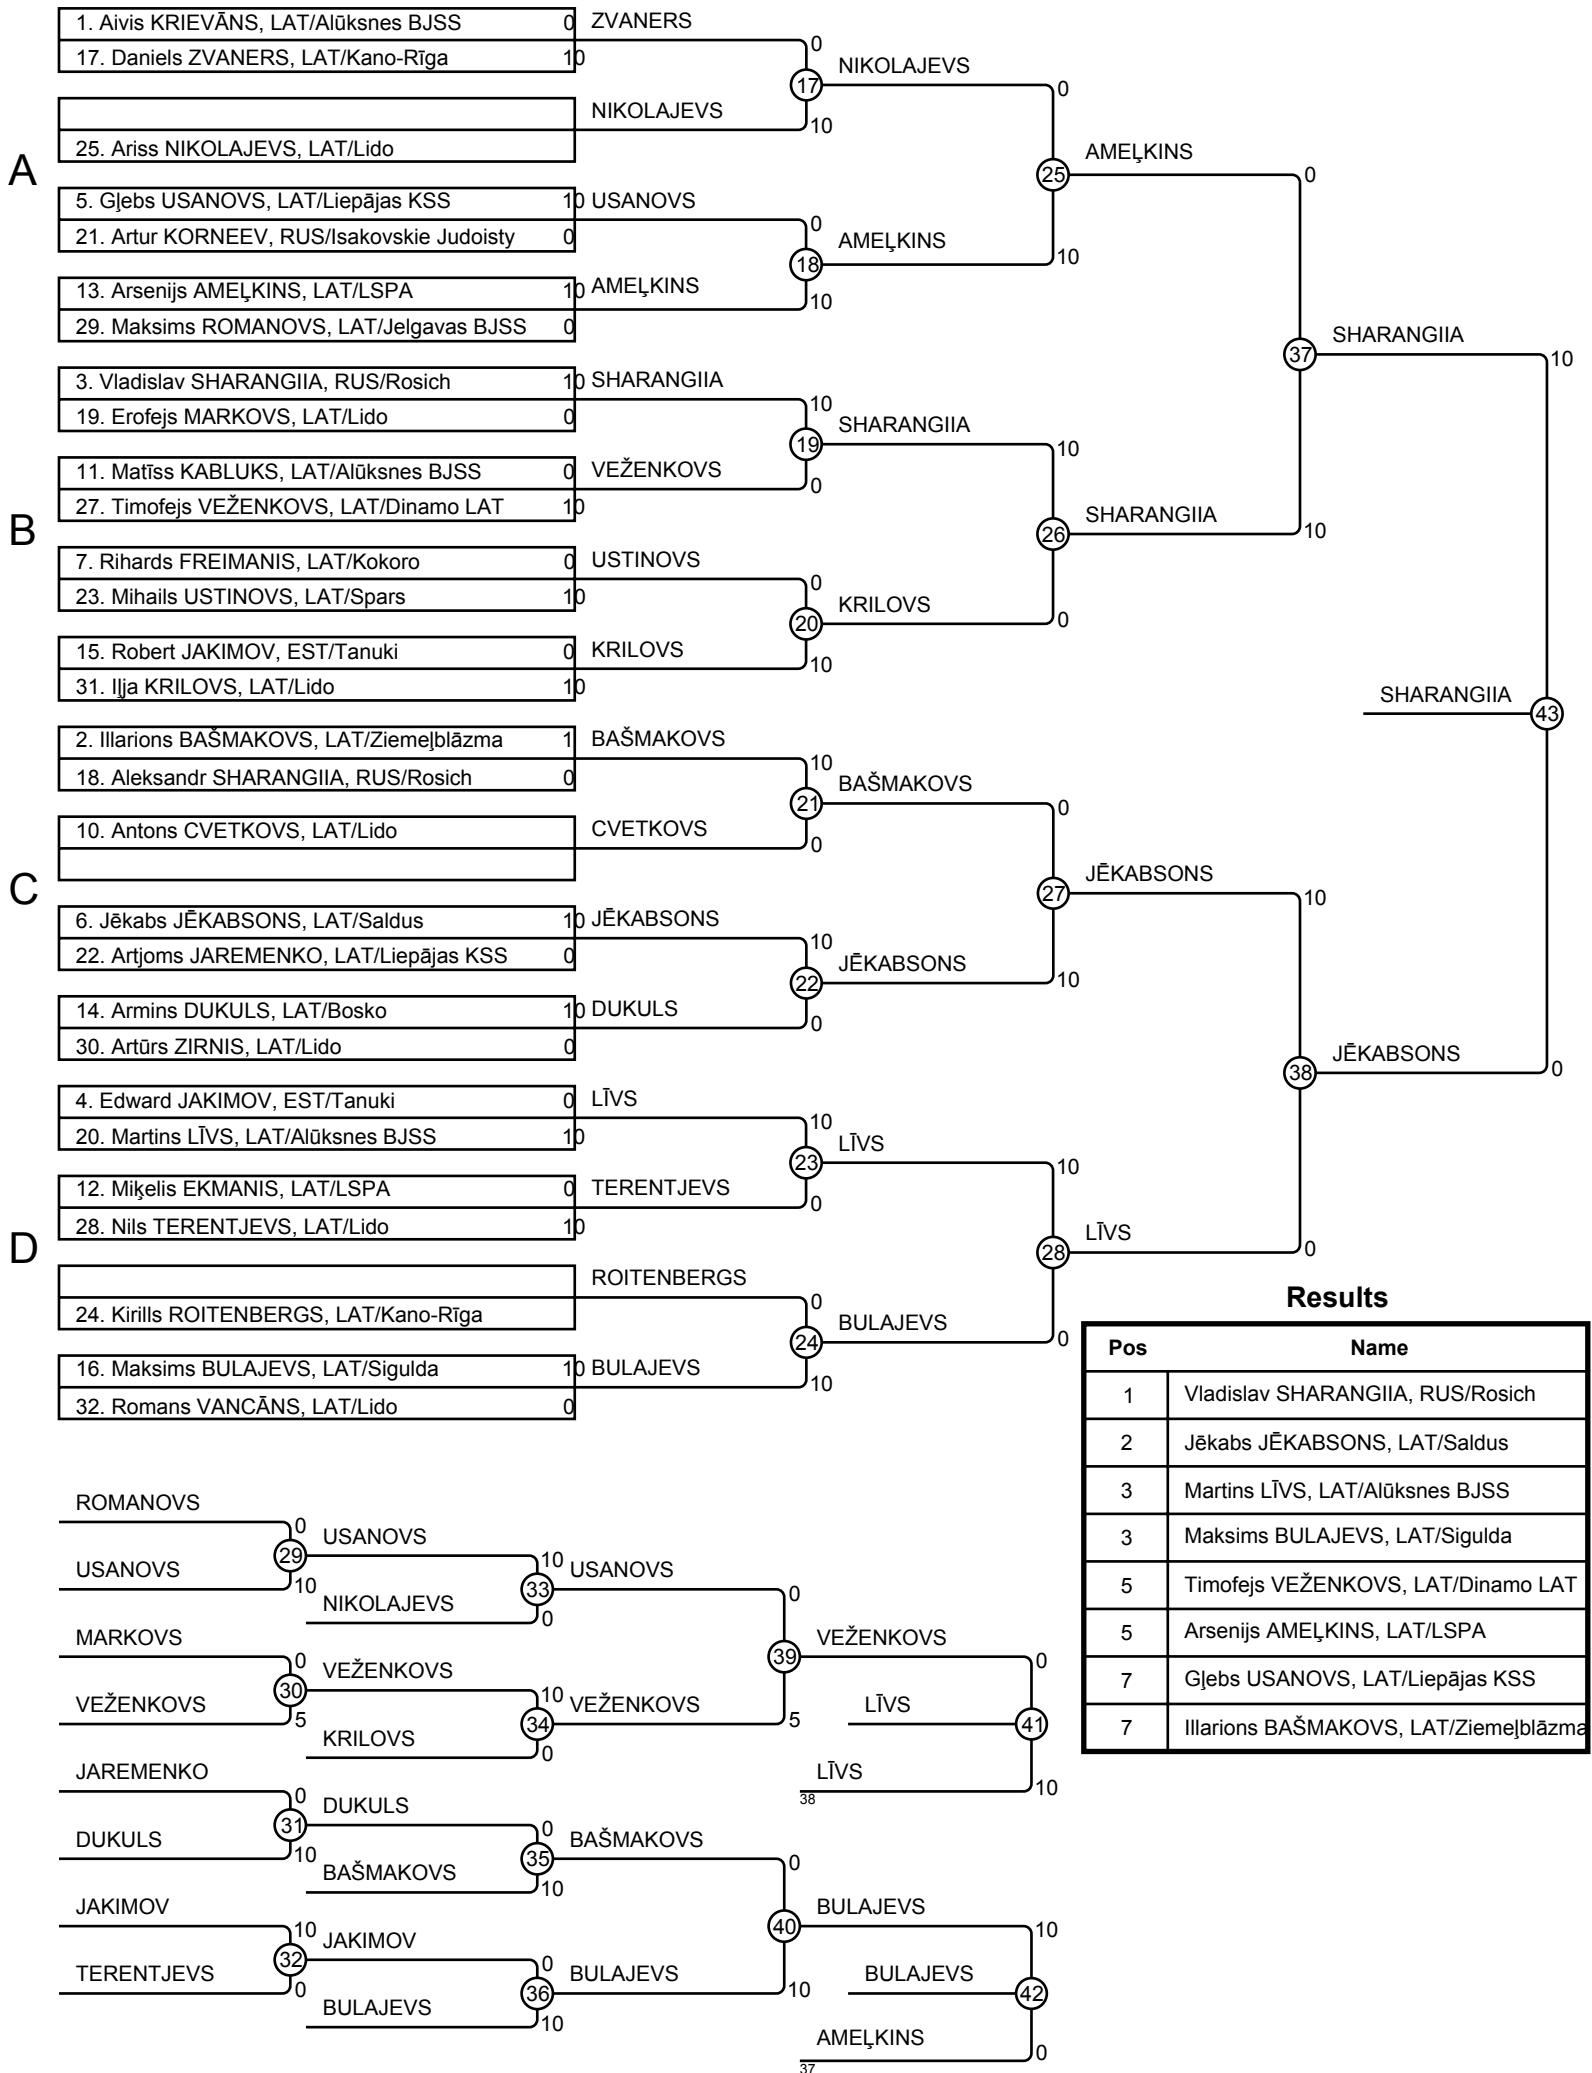 1. Aivis KRIEVĀNS, LAT/Alūksnes BJSS 0 ZVANERS
0
17. Daniels ZVANERS, LAT/Kano-Rīga 10
17 NIKOLAJEVS
0
NIKOLAJEVS
10
25. Ariss NIKOLAJEVS, LAT/Lido
A
25 AMEĻKINS
0
5. Gļebs USANOVS, LAT/Liepājas KSS 10 USANOVS
0
21. Artur KORNEEV, RUS/Isakovskie Judoisty 0
18 AMEĻKINS
10
13. Arsenijs AMEĻKINS, LAT/LSPA 10 AMEĻKINS
10
29. Maksims ROMANOVS, LAT/Jelgavas BJSS 0
37 SHARANGIIA
10
3. Vladislav SHARANGIIA, RUS/Rosich 10 SHARANGIIA
10
19. Erofejs MARKOVS, LAT/Lido 0
19 SHARANGIIA
10
11. Matīss KABLUKS, LAT/Alūksnes BJSS 0 VEŽENKOVS
0
27. Timofejs VEŽENKOVS, LAT/Dinamo LAT 10
B
26 SHARANGIIA
10
7. Rihards FREIMANIS, LAT/Kokoro 0 USTINOVS
0
23. Mihails USTINOVS, LAT/Spars 10
20 KRILOVS
0
15. Robert JAKIMOV, EST/Tanuki 0 KRILOVS
10
31. Iļja KRILOVS, LAT/Lido 10
SHARANGIIA 43
2. Illarions BAŠMAKOVS, LAT/Ziemeļblāzma 1 BAŠMAKOVS
10
18. Aleksandr SHARANGIIA, RUS/Rosich 0
21 BAŠMAKOVS
0
10. Antons CVETKOVS, LAT/Lido CVETKOVS
0
C
27 JĒKABSONS
10
6. Jēkabs JĒKABSONS, LAT/Saldus 10 JĒKABSONS
10
22. Artjoms JAREMENKO, LAT/Liepājas KSS 0
22 JĒKABSONS
10
14. Armins DUKULS, LAT/Bosko 10 DUKULS
0
30. Artūrs ZIRNIS, LAT/Lido 0
38 JĒKABSONS
0
4. Edward JAKIMOV, EST/Tanuki 0 LĪVS
10
20. Martins LĪVS, LAT/Alūksnes BJSS 10
23 LĪVS
10
12. Miķelis EKMANIS, LAT/LSPA 0 TERENTJEVS
0
28. Nils TERENTJEVS, LAT/Lido 10
D
28 LĪVS
0
ROITENBERGS
0
24. Kirills ROITENBERGS, LAT/Kano-Rīga
24 BULAJEVS
0
16. Maksims BULAJEVS, LAT/Sigulda 10 BULAJEVS
10
32. Romans VANCĀNS, LAT/Lido 0
Results
Pos Name
1 Vladislav SHARANGIIA, RUS/Rosich
2 Jēkabs JĒKABSONS, LAT/Saldus
3 Martins LĪVS, LAT/Alūksnes BJSS
3 Maksims BULAJEVS, LAT/Sigulda
5 Timofejs VEŽENKOVS, LAT/Dinamo LAT
5 Arsenijs AMEĻKINS, LAT/LSPA
7 Gļebs USANOVS, LAT/Liepājas KSS
7 Illarions BAŠMAKOVS, LAT/Ziemeļblāzma
ROMANOVS
0
29 USANOVS
10
USANOVS
10
33 USANOVS
0
NIKOLAJEVS
0
MARKOVS
0
39 VEŽENKOVS
0
30 VEŽENKOVS
10
VEŽENKOVS
5
34 VEŽENKOVS
5
LĪVS 41
KRILOVS
0
JAREMENKO
0
LĪVS
38
10
31 DUKULS
0
DUKULS
10
35 BAŠMAKOVS
0
BAŠMAKOVS
10
JAKIMOV
10
40 BULAJEVS
10
32 JAKIMOV
0
TERENTJEVS
0
36 BULAJEVS
10
BULAJEVS 42
BULAJEVS
10
AMEĻKINS
37
0